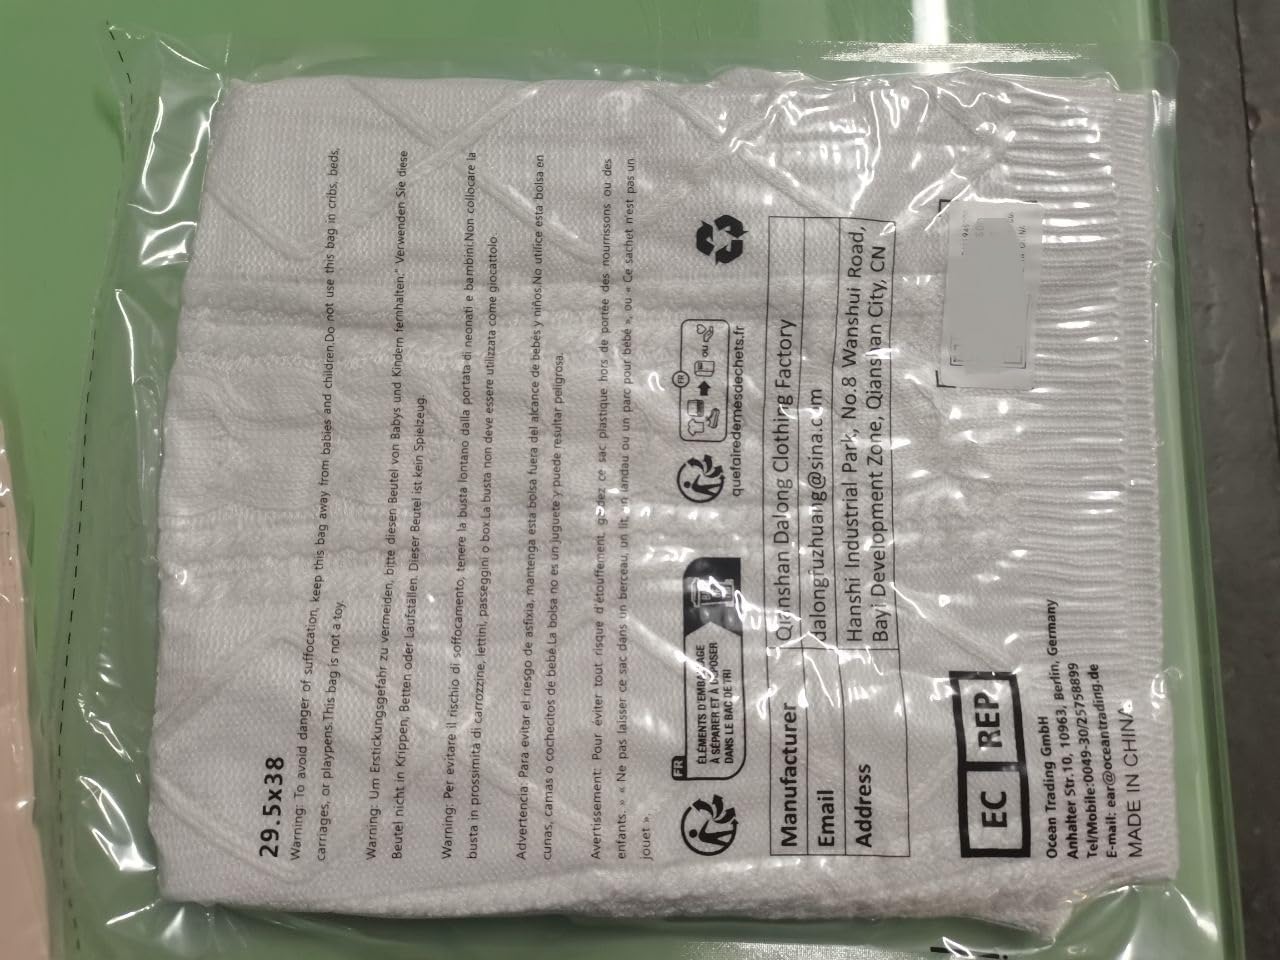 29.5x38
Warning: To avoid danger of suffocation, keep this bag away from babies and children.Do not use this bag in cribs, beds,
carriages, or playpens.This bag is not a toy.
Warning: Um Erstickungsgefahr zu vermeiden, bitte diesen Beutel von Babys und Kindern fernhalten." Verwenden Sie diese
Beutel nicht in Krippen, Betten oder Laufställen. Dieser Beutel ist kein Spielzeug.
Warning: Per evitare il rischio di soffocamento, tenere la busta lontano dalla portata di neonati e bambini.Non collocare la
busta in prossimità di carrozzine, lettini, passeggini o box.La busta non deve essere utilizzata come giocattolo.
Advertencia: Para evitar el riesgo de asfixia, mantenga esta bolsa fuera del alcance de bebés y niños.No utilice esta bolsa en
cunas, camas o cochecitos de bebé.La bolsa no es un juguete y puede resultar peligrosa.
Avertissement: Pour éviter tout risque d'étouffement, gardez ce sac plastique hors de portée des nourrissons ou des
enfants. » « Ne pas laisser ce sac dans un berceau, un lit, un landau ou un parc pour bébé », ou « Ce sachet n'est pas un
jouet ».
FR
ÉLÉMENTS D'EMBALLAGE
À SÉPARER ET À DÉPOSER
DANS LE BAC DE TRI
FR
OU
quefairedemesdechets.fr
Manufacturer Qianshan Dalong Clothing Factory
Email dalongfuzhuang@sina.com
Address Hanshi Industrial Park, No.8 Wanshui Road,
Bayi Development Zone, Qianshan City, CN
EC REP
Ocean Trading GmbH
Anhalter Str.10, 10963, Berlin, Germany
Tel/Mobile:0049-30/25758899
E-mail: ear@oceantrading.de
MADE IN CHINA